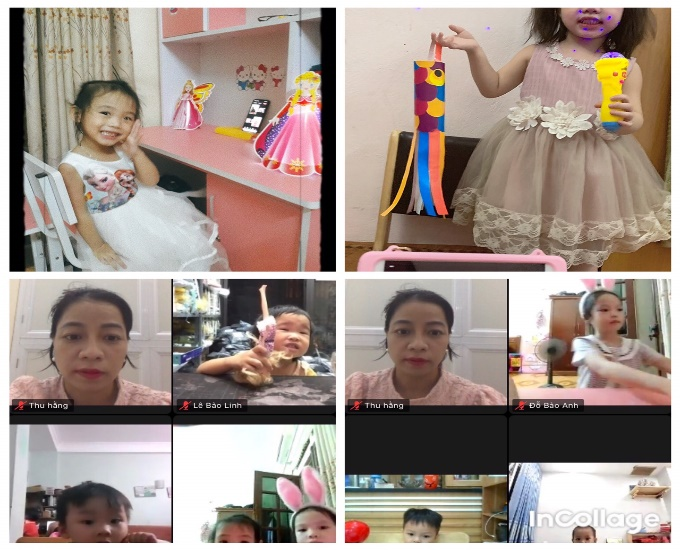 Thu hằng
Lê Bảo Linh
Thu hằng
Đỗ Bảo Anh
InCollage